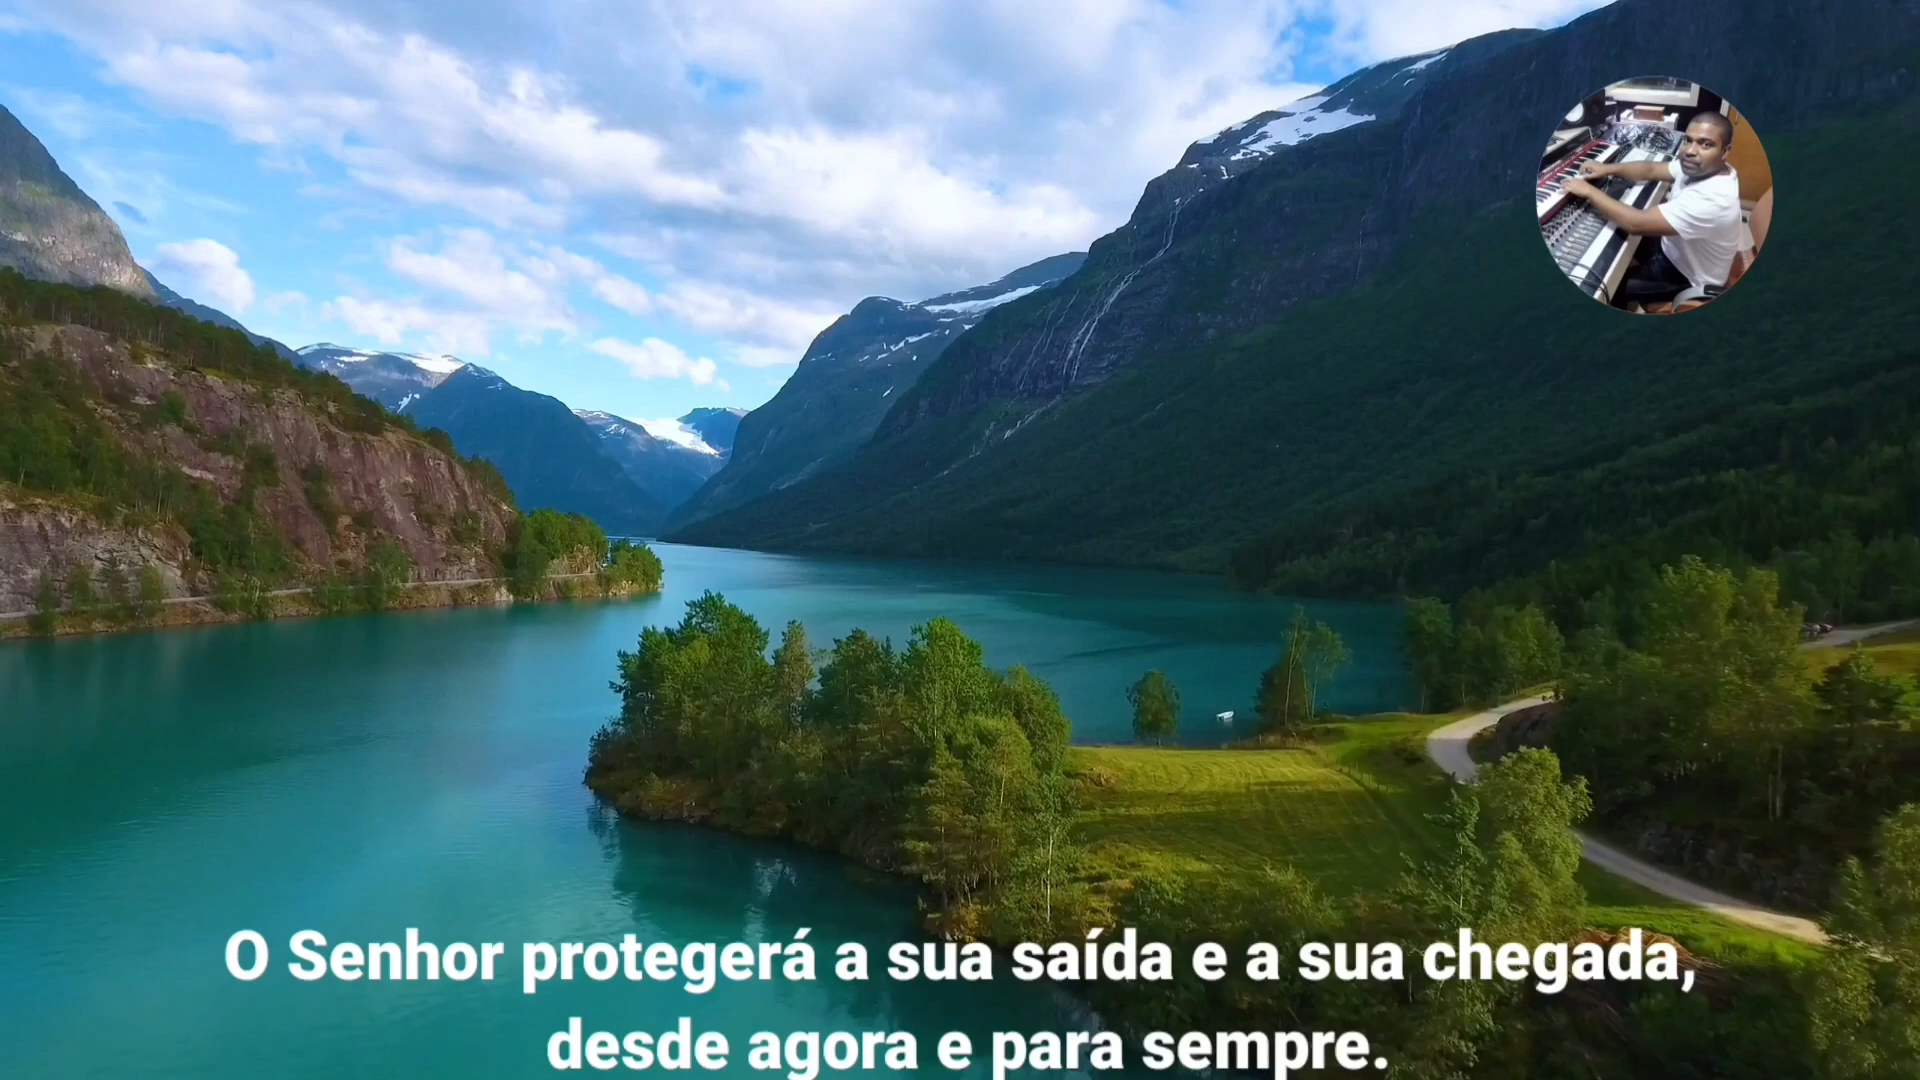 O Senhor protegerá a sua saída e a sua chegada,
desde agora e para sempre.